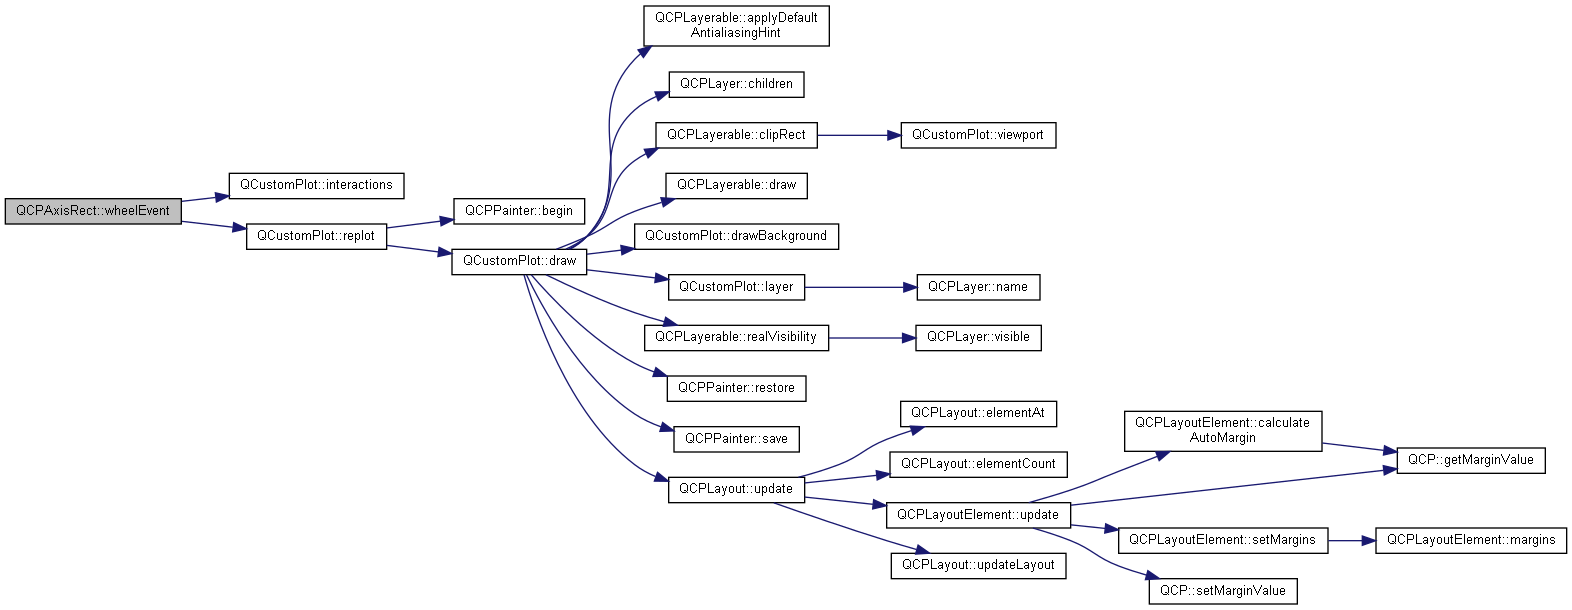 QCPLayerable::applyDefault
AntialiasingHint
QCPLayer::children
QCPLayerable::clipRect
QCustomPlot::viewport
QCustomPlot::interactions
QCPLayerable::draw
QCPAxisRect::wheelEvent
QCPPainter::begin
QCustomPlot::replot
QCustomPlot::drawBackground
QCustomPlot::draw
QCustomPlot::layer
QCPLayer::name
QCPLayerable::realVisibility
QCPLayer::visible
QCPPainter::restore
QCPLayout::elementAt
QCPLayoutElement::calculate
AutoMargin
QCPPainter::save
QCPLayout::elementCount
QCP::getMarginValue
QCPLayout::update
QCPLayoutElement::update
QCPLayoutElement::setMargins
QCPLayoutElement::margins
QCPLayout::updateLayout
QCP::setMarginValue